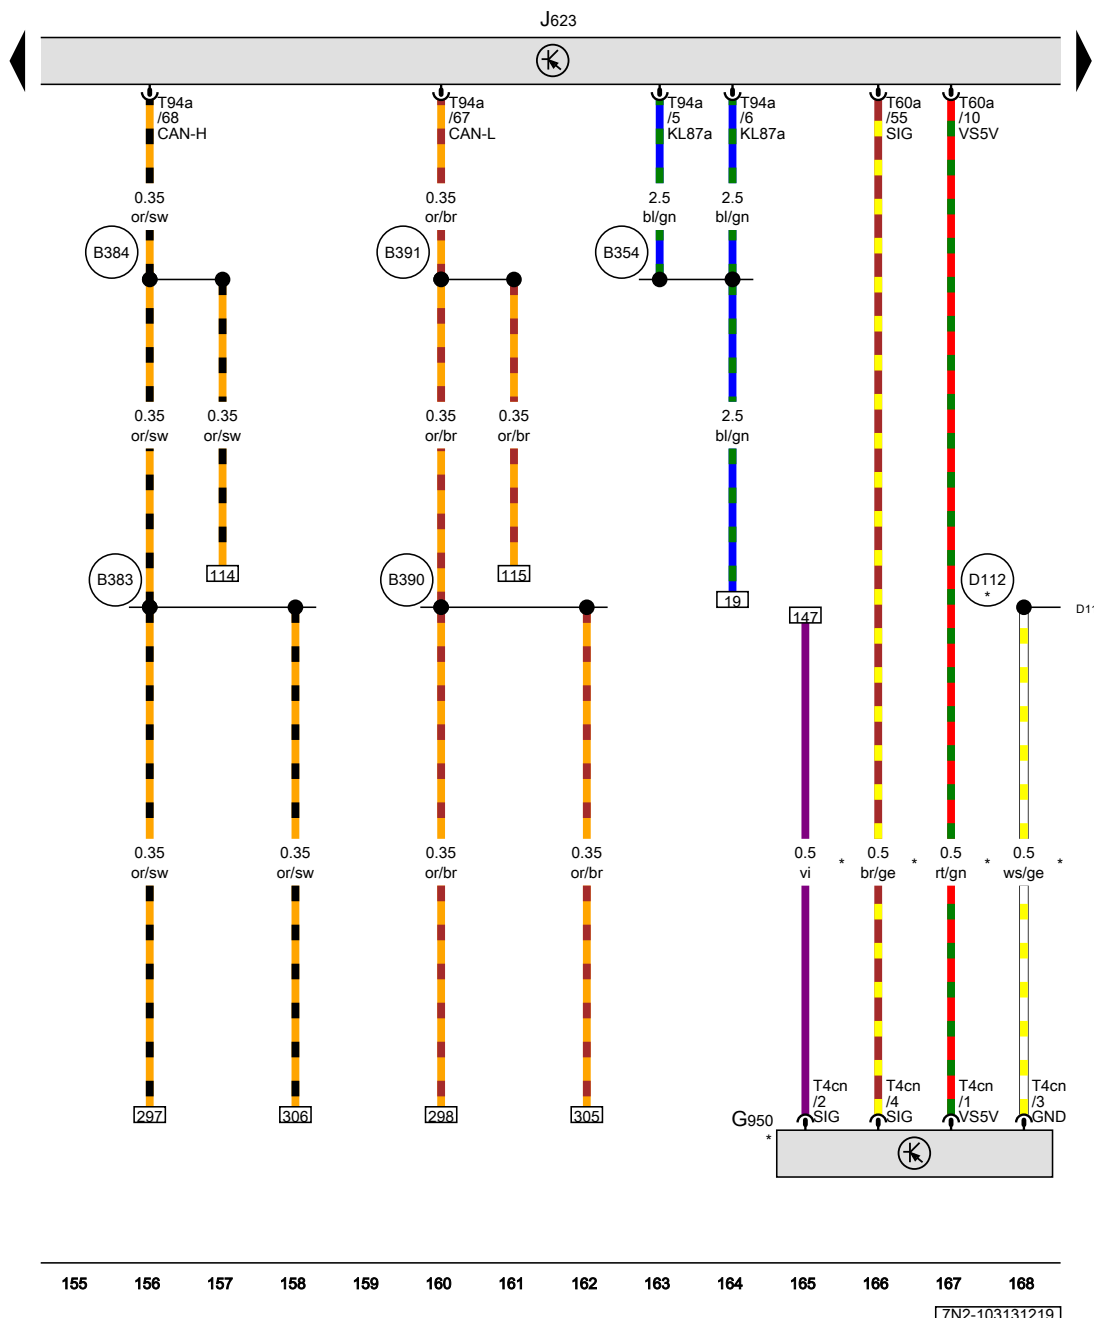 J623
T94a
/68
CAN-H
T94a
/67
CAN-L
T94a
/5
KL87a
T94a
/6
KL87a
T60a
/55
SIG
T60a
/10
VS5V
0.35
or/sw
0.35
or/br
2.5
bl/gn
2.5
bl/gn
B384
B391
B354
0.35
or/sw
0.35
or/sw
0.35
or/br
0.35
or/br
2.5
bl/gn
114
115
B383
B390
19
D112
*
147
D11
0.35
or/sw
0.35
or/sw
0.35
or/br
0.35
or/br
0.5
vi
*
0.5
br/ge
*
0.5
rt/gn
*
0.5
ws/ge
*
297
306
298
305
G950
*
T4cn
/2
SIG
T4cn
/4
SIG
T4cn
/1
VS5V
T4cn
/3
GND
155 156 157 158 159 160 161 162 163 164 165 166 167 168
7N2-103131219